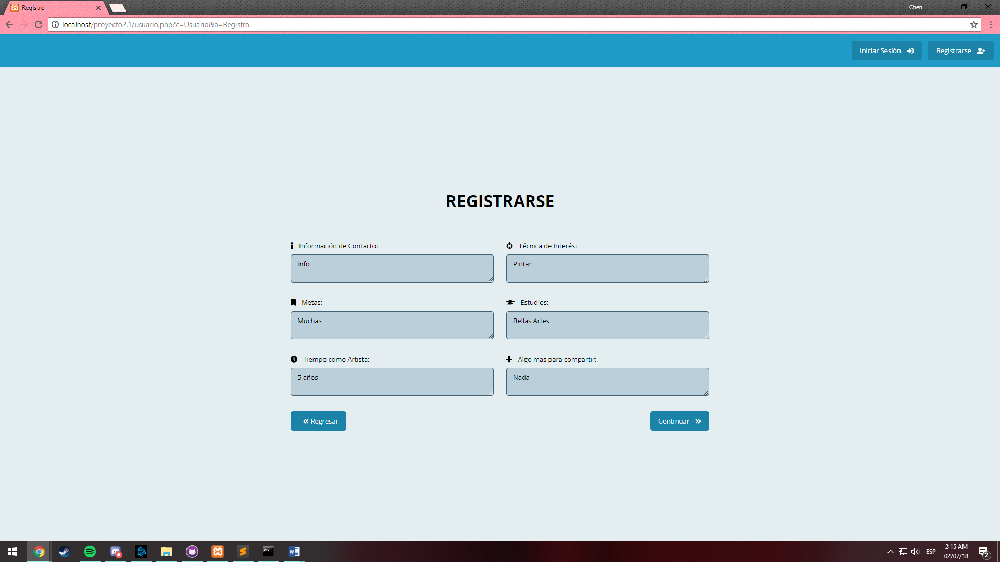 Registro
Chen
localhost/proyecto2.1/usuario.php?c=Usuario&a=Registro
Iniciar Sesión
Registrarse
REGISTRARSE
Información de Contacto:
Técnica de Interés:
Info
Pintar
Metas:
Estudios:
Muchas
Bellas Artes
Tiempo como Artista:
Algo mas para compartir:
5 años
Nada
Regresar
Continuar
ESP
2:15 AM
02/07/18
2